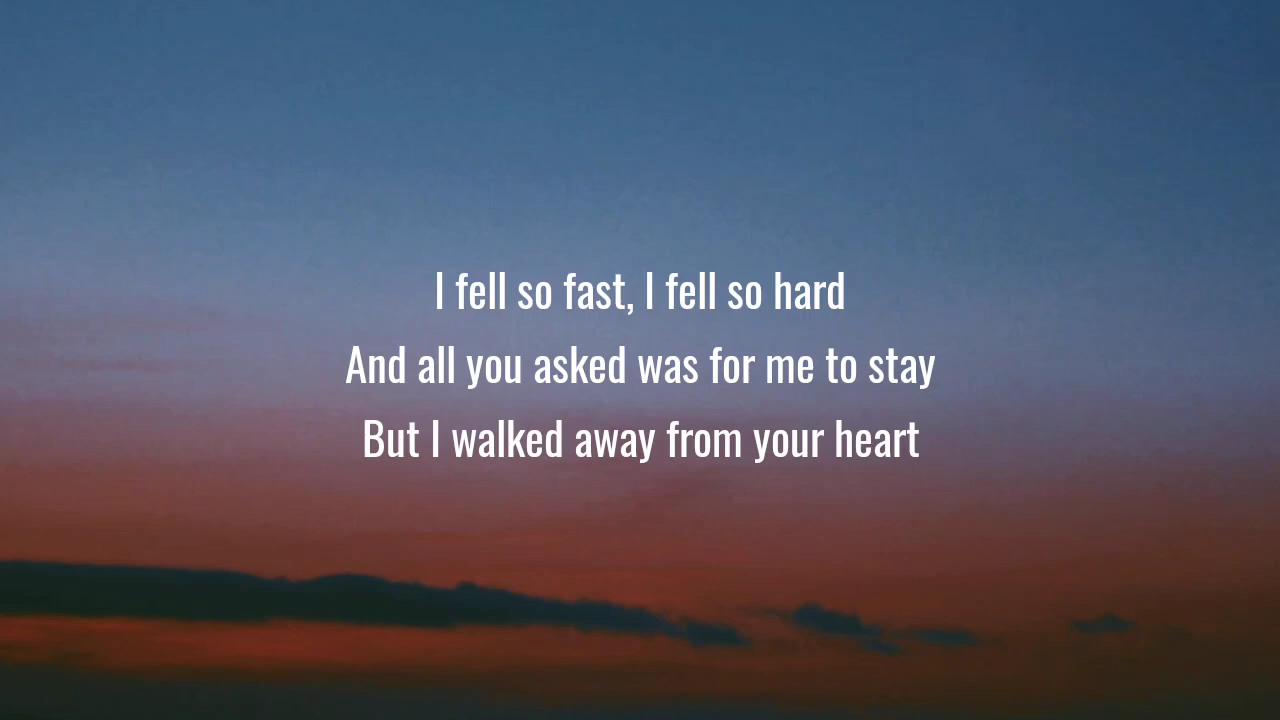 I fell so fast, I fell so hard
And all you asked was for me to stay
But I walked away from your heart